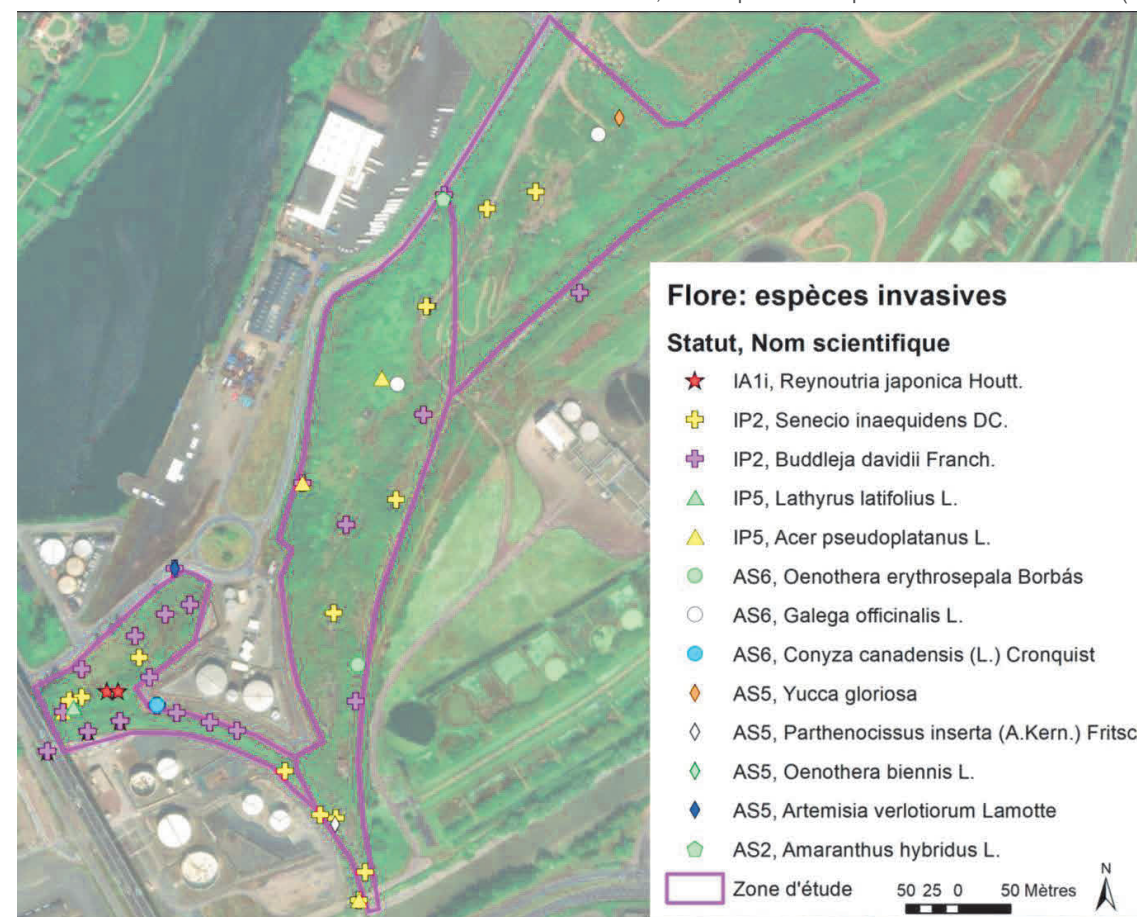 Flore: espèces invasives
Statut, Nom scientifique
IA1i, Reynoutria japonica Houtt.
IP2, Senecio inaequidens DC.
IP2, Buddleja davidii Franch.
IP5, Lathyrus latifolius L.
IP5, Acer pseudoplatanus L.
AS6, Oenothera erythrosepala Borbás
AS6, Galega officinalis L.
AS6, Conyza canadensis (L.) Cronquist
AS5, Yucca gloriosa
AS5, Parthenocissus inserta (A.Kern.) Fritsc
AS5, Oenothera biennis L.
AS5, Artemisia verlotiorum Lamotte
AS2, Amaranthus hybridus L.
Zone d'étude
50 25 0 50 Mètres
N